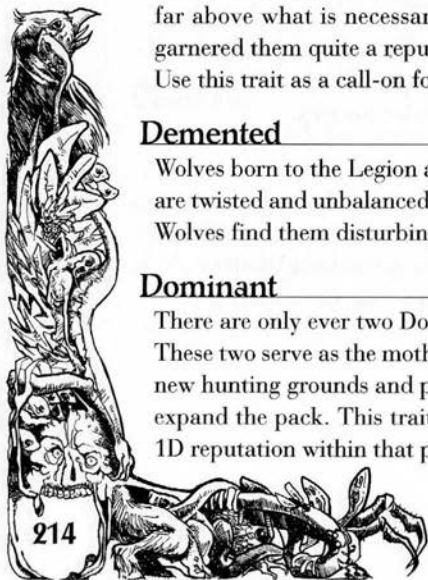 far above what is necessar
garnered them quite a repu
Use this trait as a call-on fo
Demented
Wolves born to the Legion a
are twisted and unbalanced
Wolves find them disturbin
Dominant
There are only ever two Do
These two serve as the moth
new hunting grounds and p
expand the pack. This trait
1D reputation within that p
214